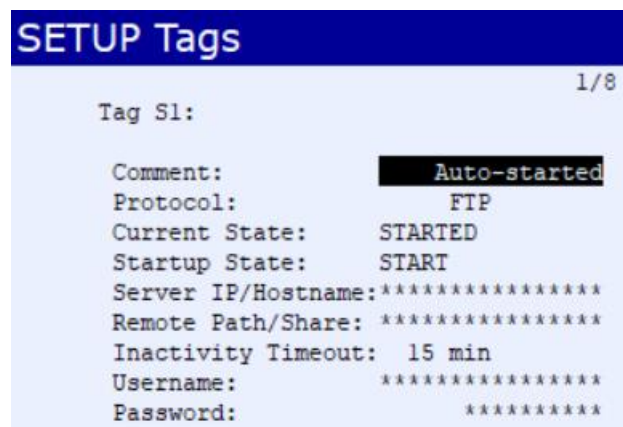 SETUP Tags
1/8
Tag S1:
Comment: Auto-started
Protocol: FTP
Current State: STARTED
Startup State: START
Server IP/Hostname:****************
Remote Path/Share: ****************
Inactivity Timeout: 15 min
Username: ****************
Password: **********